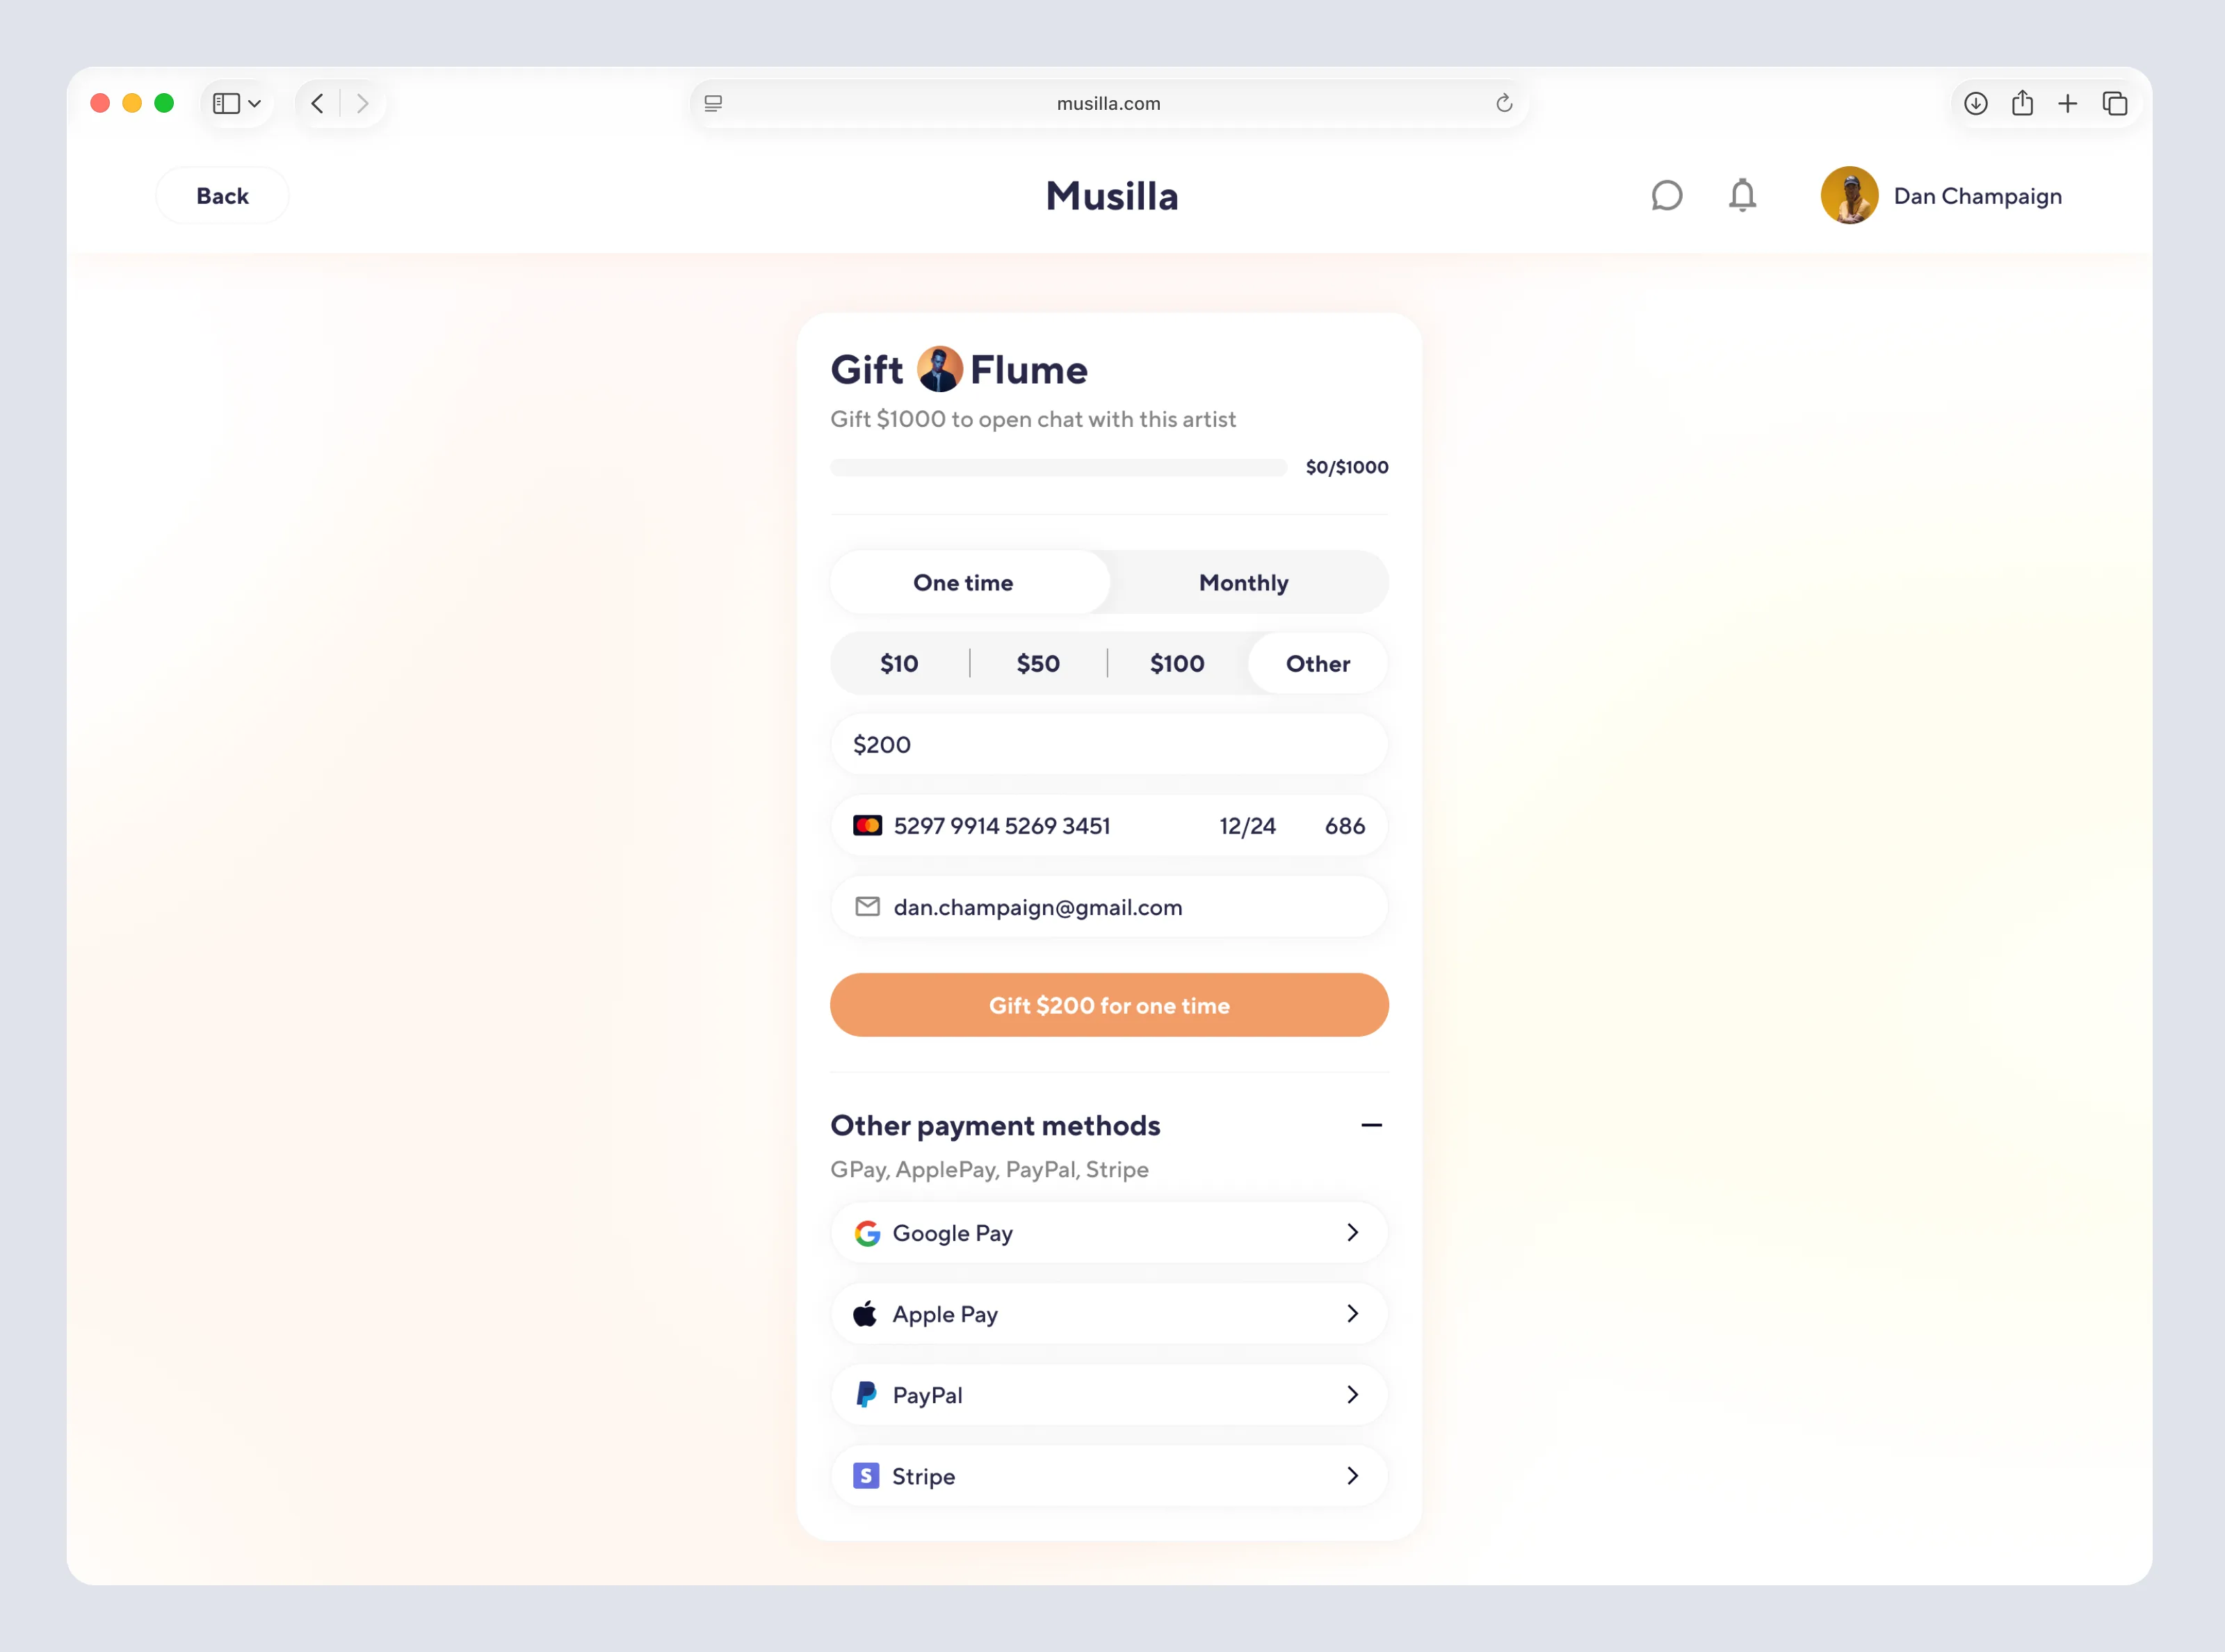 musilla.com
Back
Musilla
Dan Champaign
Gift Flume
Gift $1000 to open chat with this artist
$0/$1000
One time Monthly
$10 $50 $100 Other
$200
5297 9914 5269 3451 12/24 686
dan.champaign@gmail.com
Gift $200 for one time
Other payment methods
GPay, ApplePay, PayPal, Stripe
Google Pay
Apple Pay
PayPal
S Stripe